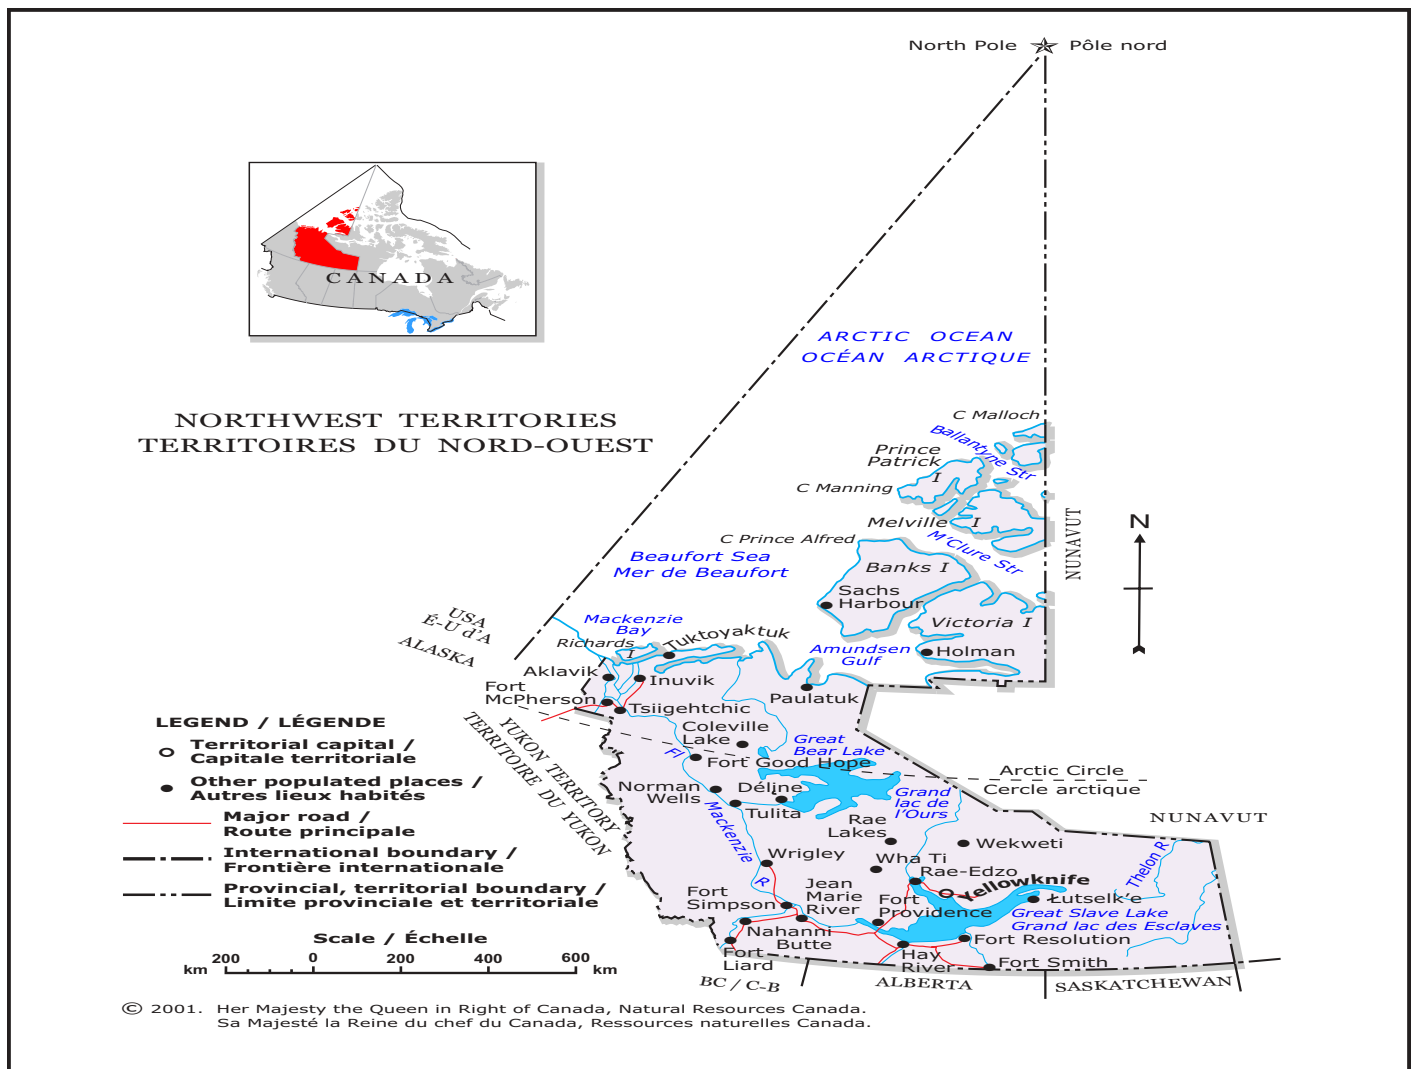 North Pole
Pôle nord
CANADA
ARCTIC OCEAN
OCÉAN ARCTIQUE
NORTHWEST TERRITORIES
TERRITOIRES DU NORD-OUEST
C Malloch
Ballantyne Str
Prince
Patrick
I
C Manning
Melville I
M'Clure Str
C Prince Alfred
Banks I
Beaufort Sea
Mer de Beaufort
Sachs
Harbour
NUNAVUT
N
USA
É-U d'A
ALASKA
Mackenzie
Bay
Richards
I
Tuktoyaktuk
Victoria I
Amundsen
Gulf
Holman
Aklavik
Inuvik
Fort
McPherson
Paulatuk
Tsiigehtchic
YUKON TERRITORY
TERRITOIRE DU YUKON
Coleville
Lake
Great
Bear Lake
Fl
Fort Good Hope
Arctic Circle
Cercle arctique
Norman
Wells
Déline
Tulita
Grand
lac de
l'Ours
Mackenzie
R
Rae
Lakes
Wekweti
NUNAVUT
Wrigley
Wha Ti
Rae-Edzo
Thelon R
Yellowknife
Fort
Simpson
Jean
Marie
River
Fort
Providence
Łutselk'e
Great Slave Lake
Grand lac des Esclaves
Nahanni
Butte
Fort Resolution
Fort
Liard
Hay
River
Fort Smith
BC / C-B
ALBERTA
SASKATCHEWAN
LEGEND / LÉGENDE
Territorial capital /
Capitale territoriale
Other populated places /
Autres lieux habités
Major road /
Route principale
International boundary /
Frontière internationale
Provincial, territorial boundary /
Limite provinciale et territoriale
Scale / Échelle
km 200 0 200 400 600 km
© 2001. Her Majesty the Queen in Right of Canada, Natural Resources Canada.
Sa Majesté la Reine du chef du Canada, Ressources naturelles Canada.